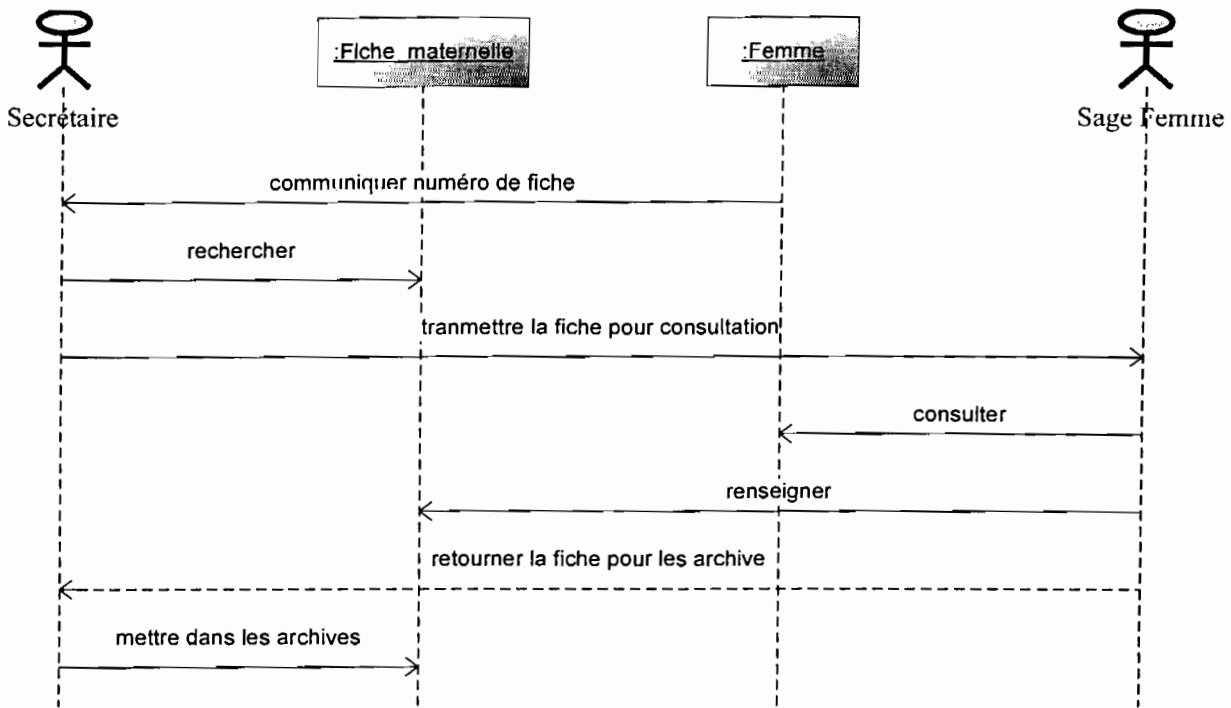 :Fiche_maternelle
:Femme
Secrétaire
Sage Femme
communiquer numéro de fiche
rechercher
tranmettre la fiche pour consultation
consulter
renseigner
retourner la fiche pour les archive
mettre dans les archives